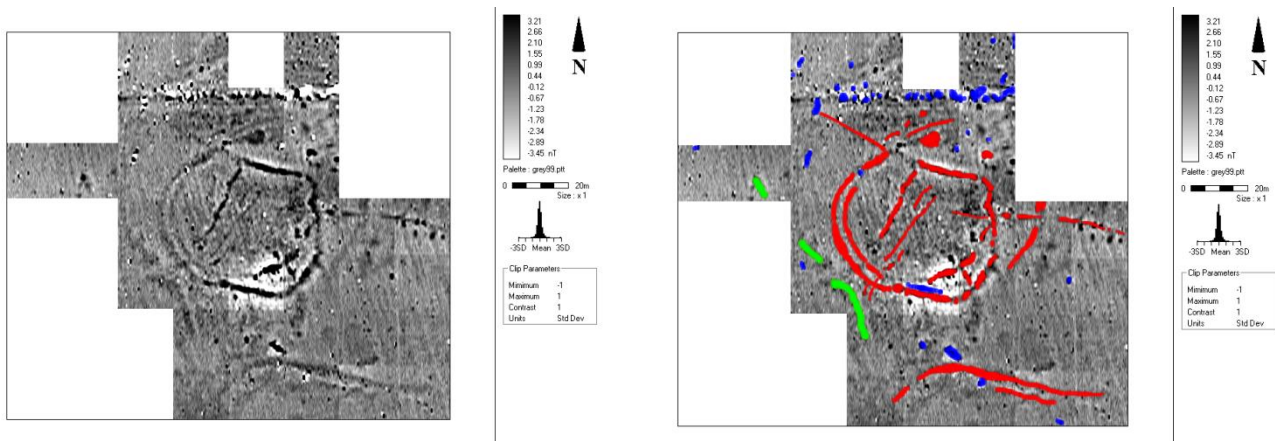 3.21
2.66
2.10
1.55
0.99
0.44
-0.12
-0.67
-1.23
-1.78
-2.34
-2.89
-3.45 nT
N
Palette : grey99.ptt
0 20m
Size : x 1
-3SD Mean 3SD
Clip Parameters
Minimum -1
Maximum 1
Contrast 1
Units Std Dev
3.21
2.66
2.10
1.55
0.99
0.44
-0.12
-0.67
-1.23
-1.78
-2.34
-2.89
-3.45 nT
N
Palette : grey99.ptt
0 20m
Size : x 1
-3SD Mean 3SD
Clip Parameters
Minimum -1
Maximum 1
Contrast 1
Units Std Dev